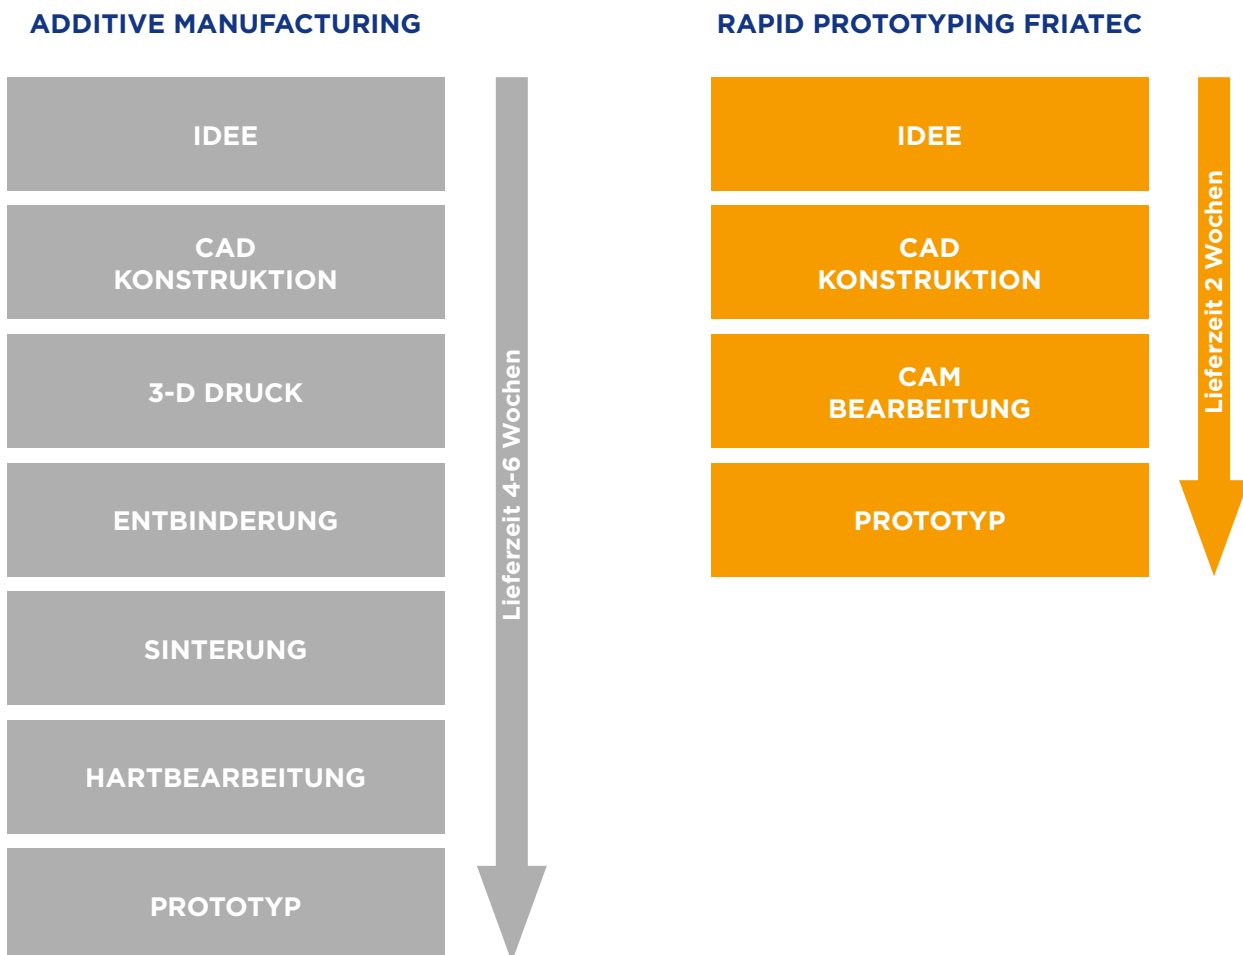 ADDITIVE MANUFACTURING
IDEE
CAD
KONSTRUKTION
3-D DRUCK
ENTBINDERUNG
SINTERUNG
HARTBEARBEITUNG
PROTOTYP
Lieferzeit 4-6 Wochen
RAPID PROTOTYPING FRIATEC
IDEE
CAD
KONSTRUKTION
CAM
BEARBEITUNG
PROTOTYP
Lieferzeit 2 Wochen